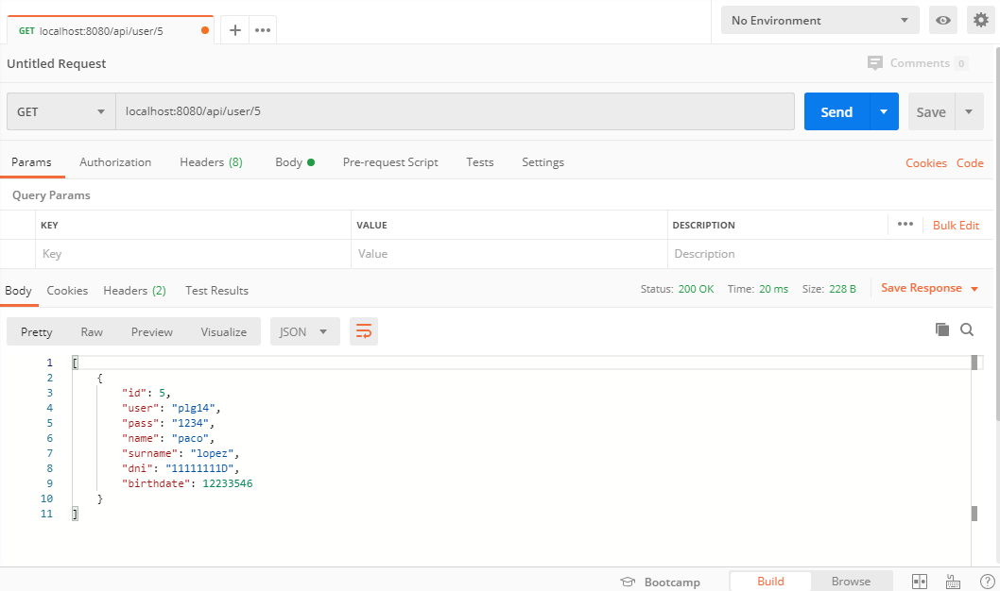 GET localhost:8080/api/user/5
No Environment
Untitled Request
Comments 0
GET localhost:8080/api/user/5 Send Save
Params Authorization Headers (8) Body Pre-request Script Tests Settings Cookies Code
Query Params
KEY VALUE DESCRIPTION Bulk Edit
Key Value Description
Body Cookies Headers (2) Test Results Status: 200 OK Time: 20 ms Size: 228 B Save Response
Pretty Raw Preview Visualize JSON
1 [
2 {
3 "id": 5,
4 "user": "plg14",
5 "pass": "1234",
6 "name": "paco",
7 "surname": "lopez",
8 "dni": "11111111D",
9 "birthdate": 12233546
10 }
11 ]
Bootcamp Build Browse